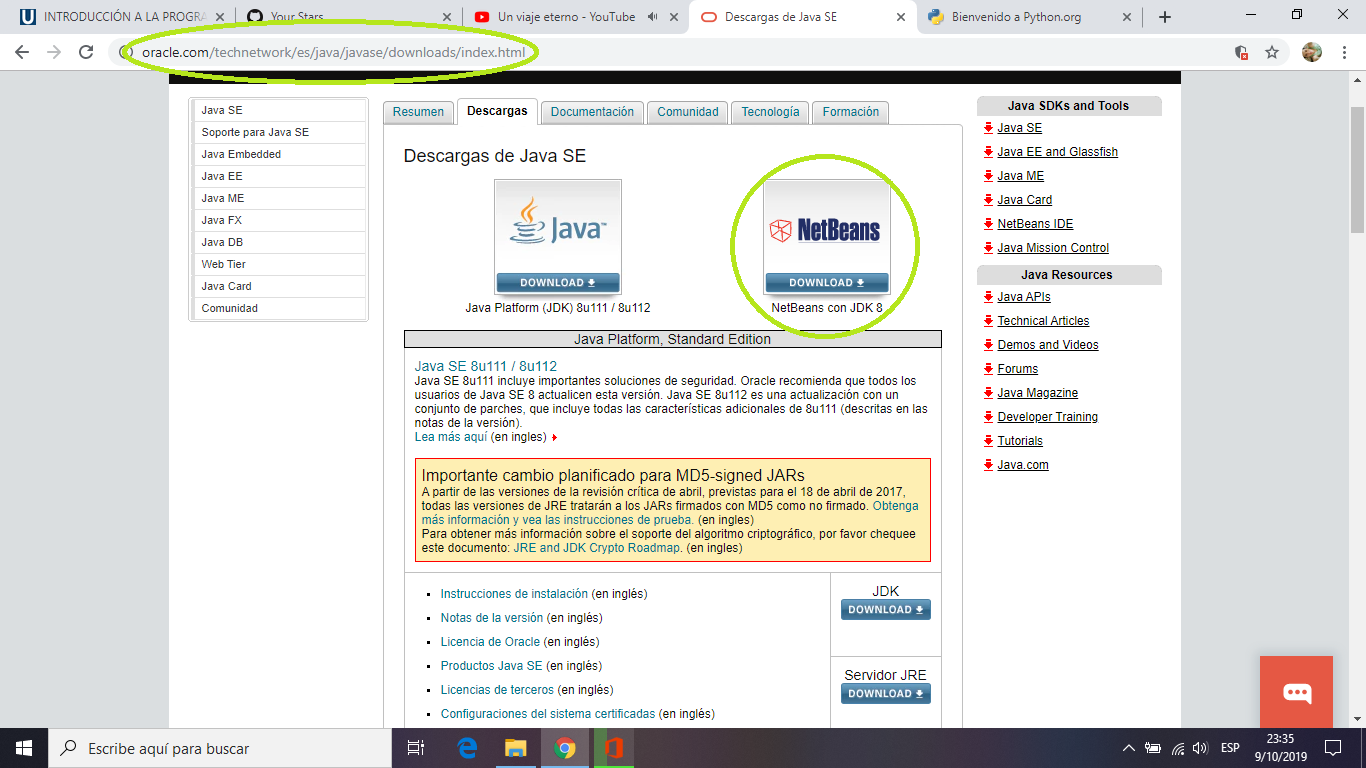 INTRODUCCIÓN A LA PROGRA
Your Stars
Un viaje eterno - YouTube
Descargas de Java SE
Bienvenido a Python.org
oracle.com/technetwork/es/java/javase/downloads/index.html
Java SE
Soporte para Java SE
Java Embedded
Java EE
Java ME
Java FX
Java DB
Web Tier
Java Card
Comunidad
Resumen
Descargas
Documentación
Comunidad
Tecnología
Formación
Descargas de Java SE
Java™
DOWNLOAD
Java Platform (JDK) 8u111 / 8u112
NetBeans
DOWNLOAD
NetBeans con JDK 8
Java Platform, Standard Edition
Java SE 8u111 / 8u112
Java SE 8u111 incluye importantes soluciones de seguridad. Oracle recomienda que todos los
usuarios de Java SE 8 actualicen esta versión. Java SE 8u112 es una actualización con un
conjunto de parches, que incluye todas las características adicionales de 8u111 (descritas en las
notas de la versión).
Lea más aquí (en ingles)
Importante cambio planificado para MD5-signed JARs
A partir de las versiones de la revisión crítica de abril, previstas para el 18 de abril de 2017,
todas las versiones de JRE tratarán a los JARs firmados con MD5 como no firmado. Obtenga
más información y vea las instrucciones de prueba. (en ingles)
Para obtener más información sobre el soporte del algoritmo criptográfico, por favor chequee
este documento: JRE and JDK Crypto Roadmap. (en ingles)
Instrucciones de instalación (en inglés)
Notas de la versión (en inglés)
Licencia de Oracle (en inglés)
Productos Java SE (en inglés)
Licencias de terceros (en inglés)
Configuraciones del sistema certificadas (en inglés)
JDK
DOWNLOAD
Servidor JRE
DOWNLOAD
Java SDKs and Tools
Java SE
Java EE and Glassfish
Java ME
Java Card
NetBeans IDE
Java Mission Control
Java Resources
Java APIs
Technical Articles
Demos and Videos
Forums
Java Magazine
Developer Training
Tutorials
Java.com
Escribe aquí para buscar
ESP
23:35
9/10/2019